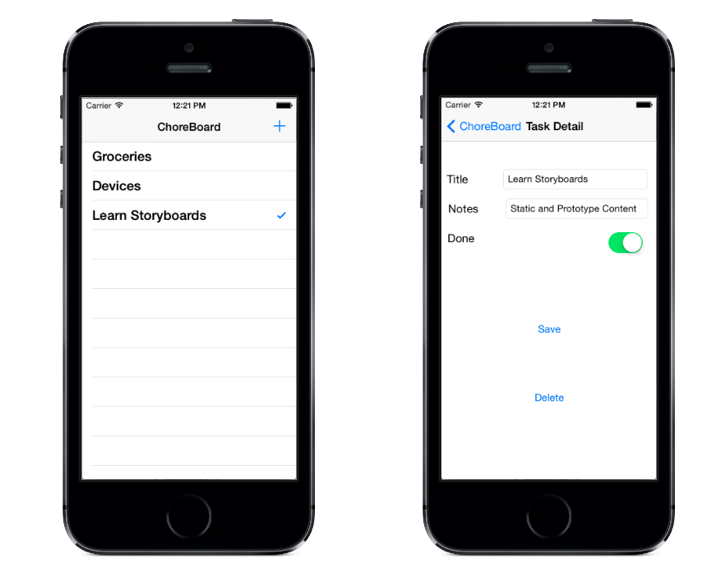 Carrier 12:21 PM
ChoreBoard +
Groceries
Devices
Learn Storyboards
Carrier 12:21 PM
ChoreBoard Task Detail
Title Learn Storyboards
Notes Static and Prototype Content
Done
Save
Delete